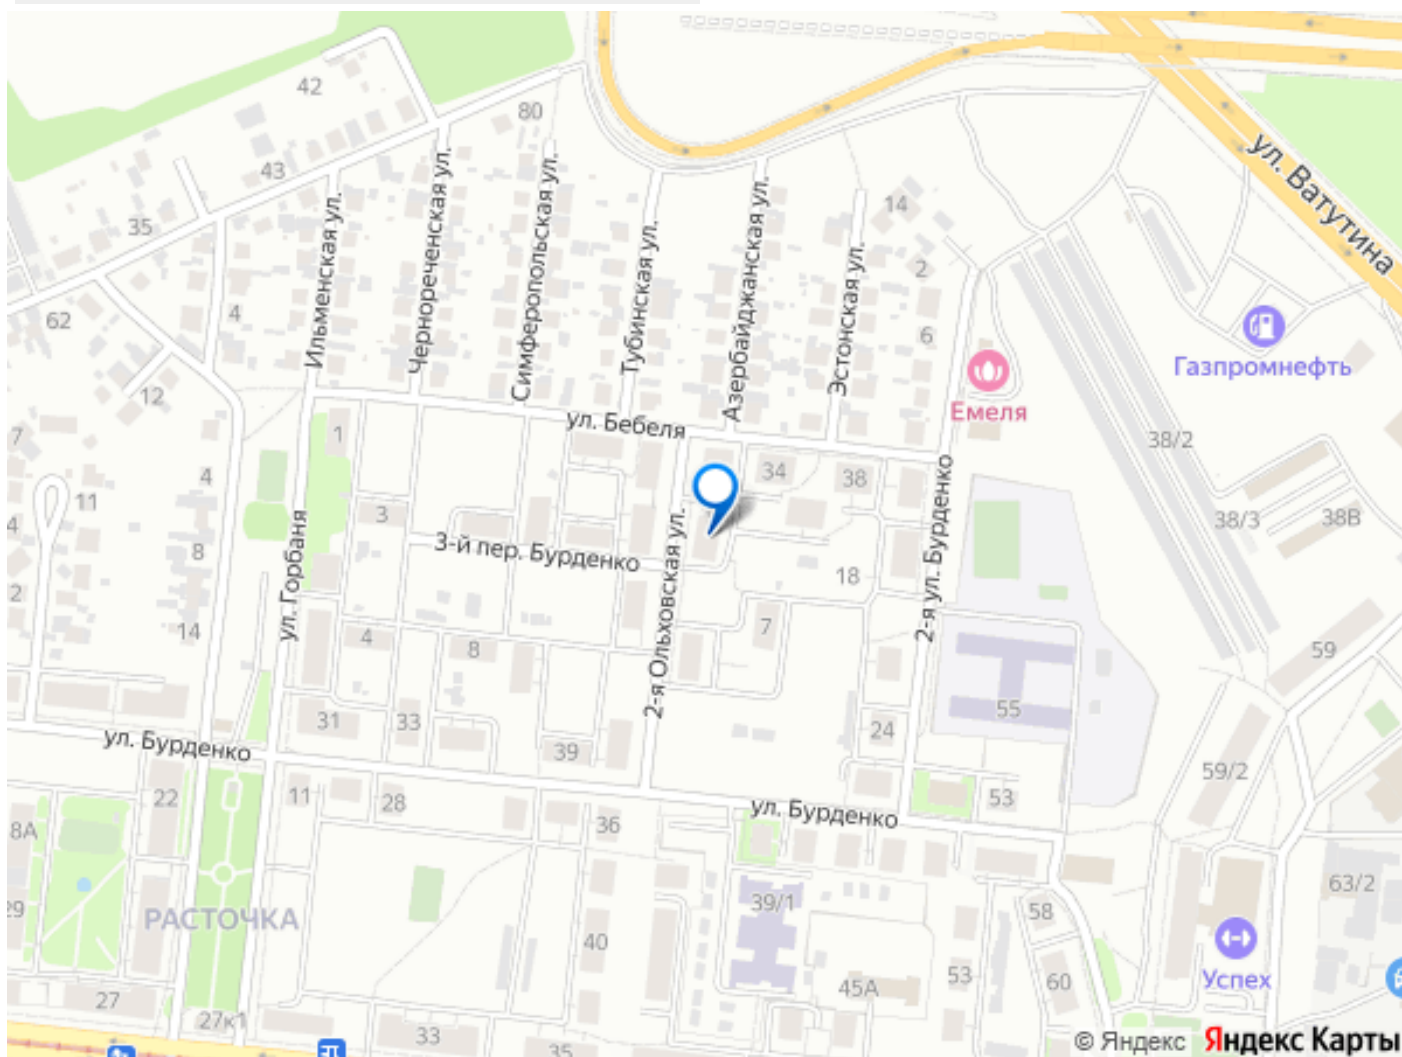 42
80
43
35
14
ул. Ватутина
Ильменская ул.
Чернореченская ул.
Симферопольская ул.
Тубинская ул.
Азербайджанская ул.
Эстонская ул.
2
4
62
6
Газпромнефть
12
Емеля
ул. Бебеля
1
7
38/2
4
34
38
11
3
4
38/3
38В
3-й пер. Бурденко
8
ул. Горбаня
2-я Ольховская ул.
2-я ул. Бурденко
18
2
14
4
8
7
59
31
33
55
24
ул. Бурденко
39
59/2
22
11
28
53
ул. Бурденко
36
8А
63/2
39/1
29
РАСТОЧКА
58
40
53
Успех
45А
60
27
27к1
33
35
© Яндекс Яндекс Карты